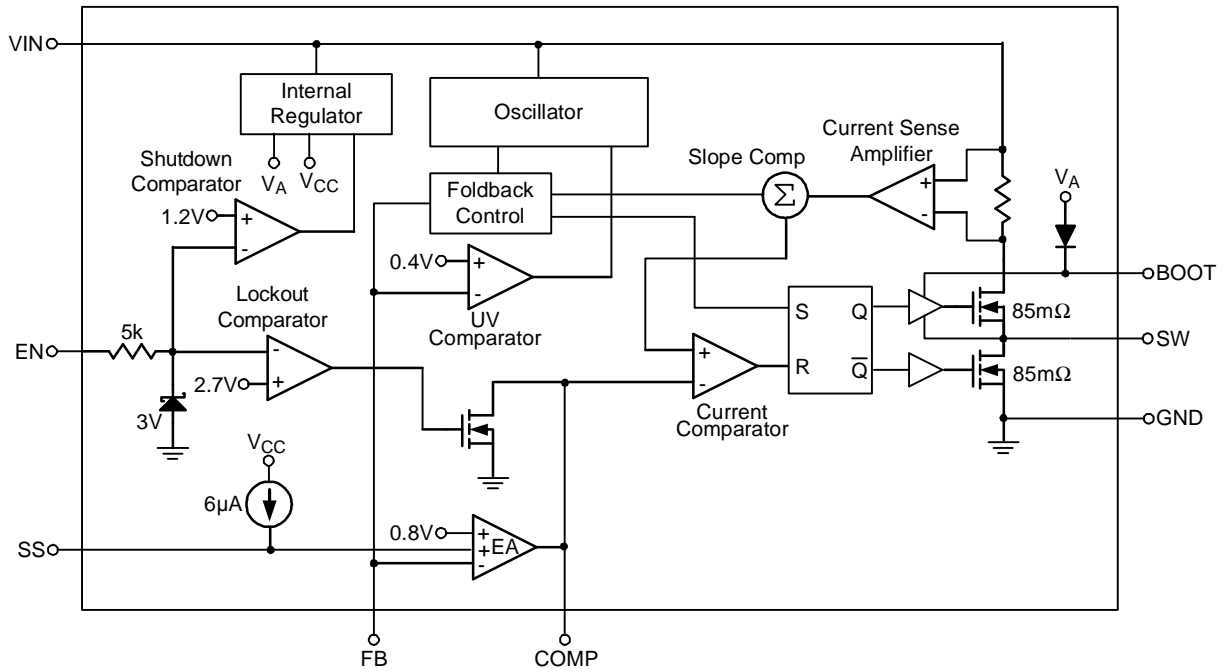 VIN
Internal
Regulator
Oscillator
Current Sense
Amplifier
Slope Comp
Shutdown
Comparator
VA
VCC
Foldback
Control
Σ
+
-
VA
1.2V
+
-
0.4V
+
-
UV
Comparator
BOOT
Lockout
Comparator
S
Q
85mΩ
5k
EN
-
+
2.7V
SW
+
-
R
Q̅
85mΩ
Current
Comparator
3V
GND
VCC
6µA
0.8V
+
+
-
EA
SS
FB
COMP